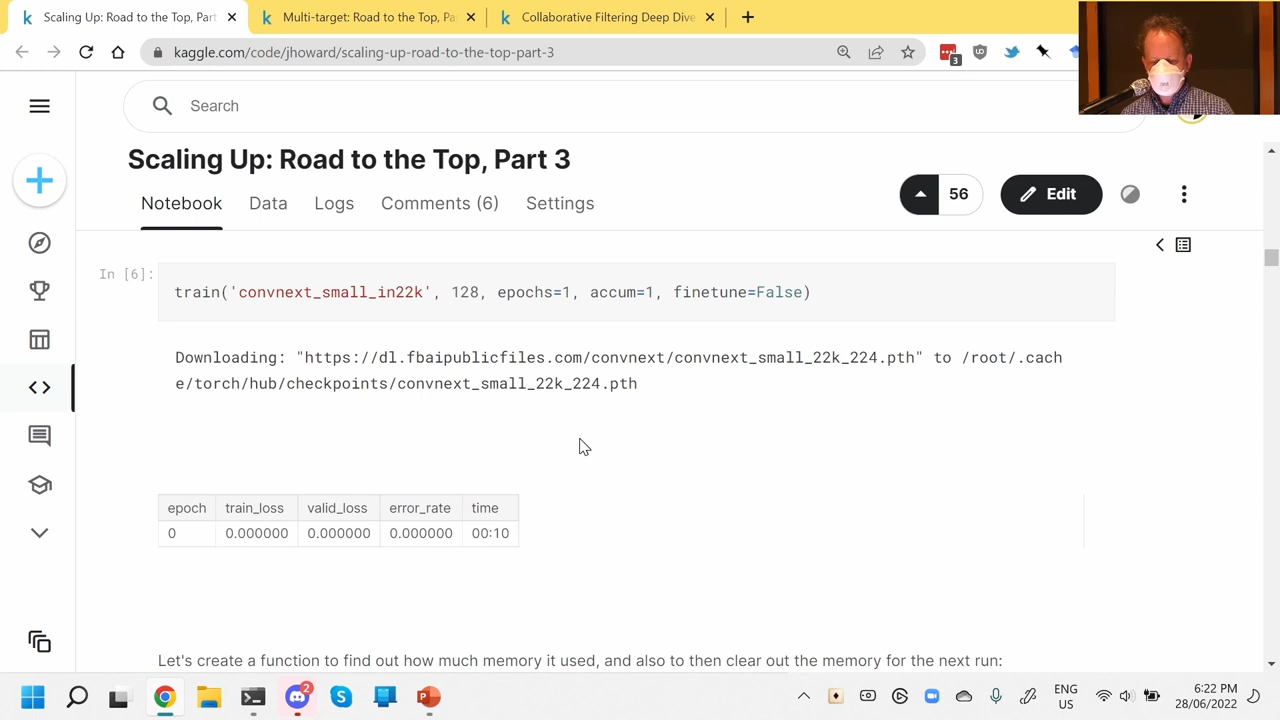 Scaling Up: Road to the Top, Part
Multi-target: Road to the Top, Pa
Collaborative Filtering Deep Dive
kaggle.com/code/jhoward/scaling-up-road-to-the-top-part-3
3
Search
Scaling Up: Road to the Top, Part 3
56
Edit
Notebook
Data
Logs
Comments (6)
Settings
In [6]:
train('convnext_small_in22k', 128, epochs=1, accum=1, finetune=False)
Downloading: "https://dl.fbaipublicfiles.com/convnext/convnext_small_22k_224.pth" to /root/.cach
e/torch/hub/checkpoints/convnext_small_22k_224.pth
epoch train_loss valid_loss error_rate time
0 0.000000 0.000000 0.000000 00:10
Let's create a function to find out how much memory it used, and also to then clear out the memory for the next run:
2
ENG
US
6:22 PM
28/06/2022